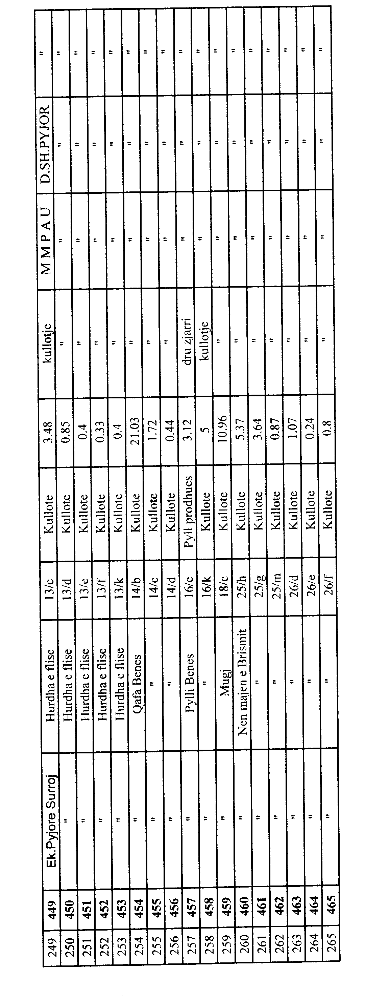 249 449 Ek.Pyjore Surroj Hurdha e flise 13/c Kullote 3.48 kullotje M M P A U D.SH.PYJOR "
250 450 " Hurdha e flise 13/d Kullote 0.85 " " " "
251 451 " Hurdha e flise 13/e Kullote 0.4 " " " "
252 452 " Hurdha e flise 13/f Kullote 0.33 " " " "
253 453 " Hurdha e flise 13/k Kullote 0.4 " " " "
254 454 " Qafa Benes 14/b Kullote 21.03 " " " "
255 455 " " 14/c Kullote 1.72 " " " "
256 456 " " 14/d Kullote 0.44 " " " "
257 457 " Pylli Benes 16/e Pyll prodhues 3.12 dru zjarri " " "
258 458 " " 16/k Kullote 5 kullotje " " "
259 459 " Mugj 18/c Kullote 10.96 " " " "
260 460 " Nen majen e Brismit 25/h Kullote 5.37 " " " "
261 461 " " 25/g Kullote 3.64 " " " "
262 462 " " 25/m Kullote 0.87 " " " "
263 463 " " 26/d Kullote 1.07 " " " "
264 464 " " 26/e Kullote 0.24 " " " "
265 465 " " 26/f Kullote 0.8 " " " "